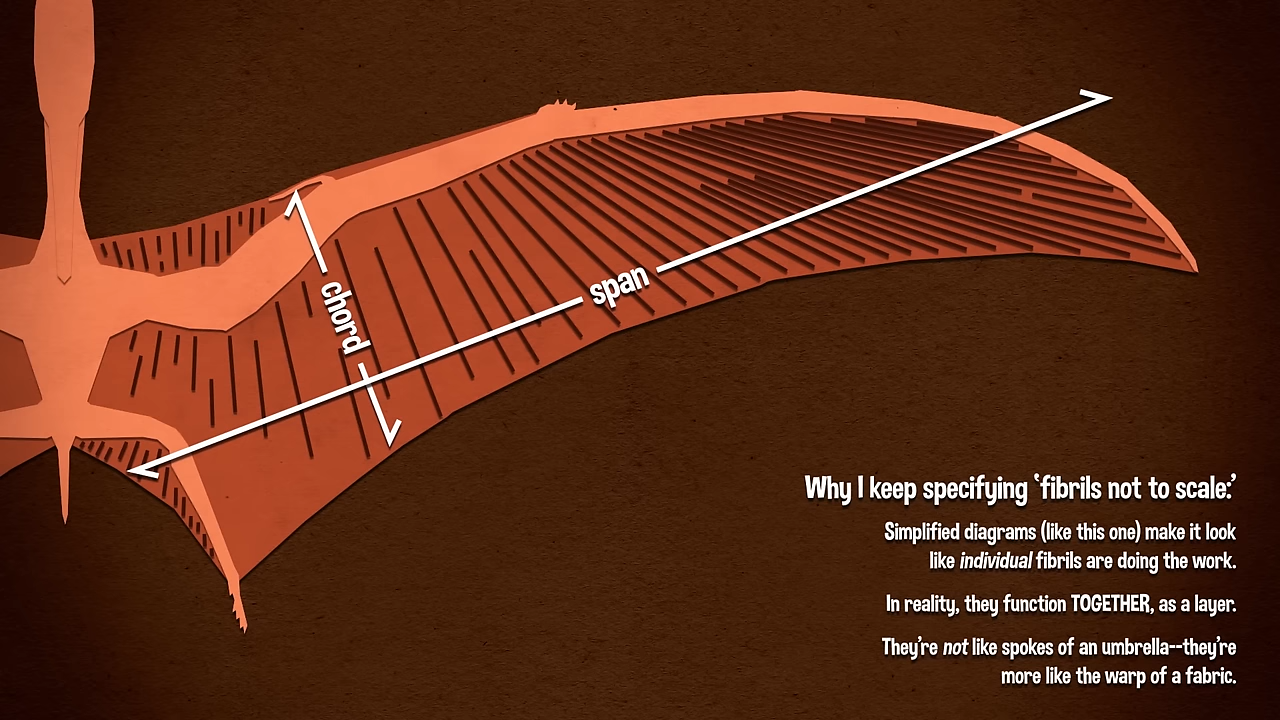 chord
span
Why I keep specifying ‘fibrils not to scale:’
Simplified diagrams (like this one) make it look
like individual fibrils are doing the work.
In reality, they function TOGETHER, as a layer.
They’re not like spokes of an umbrella--they’re
more like the warp of a fabric.